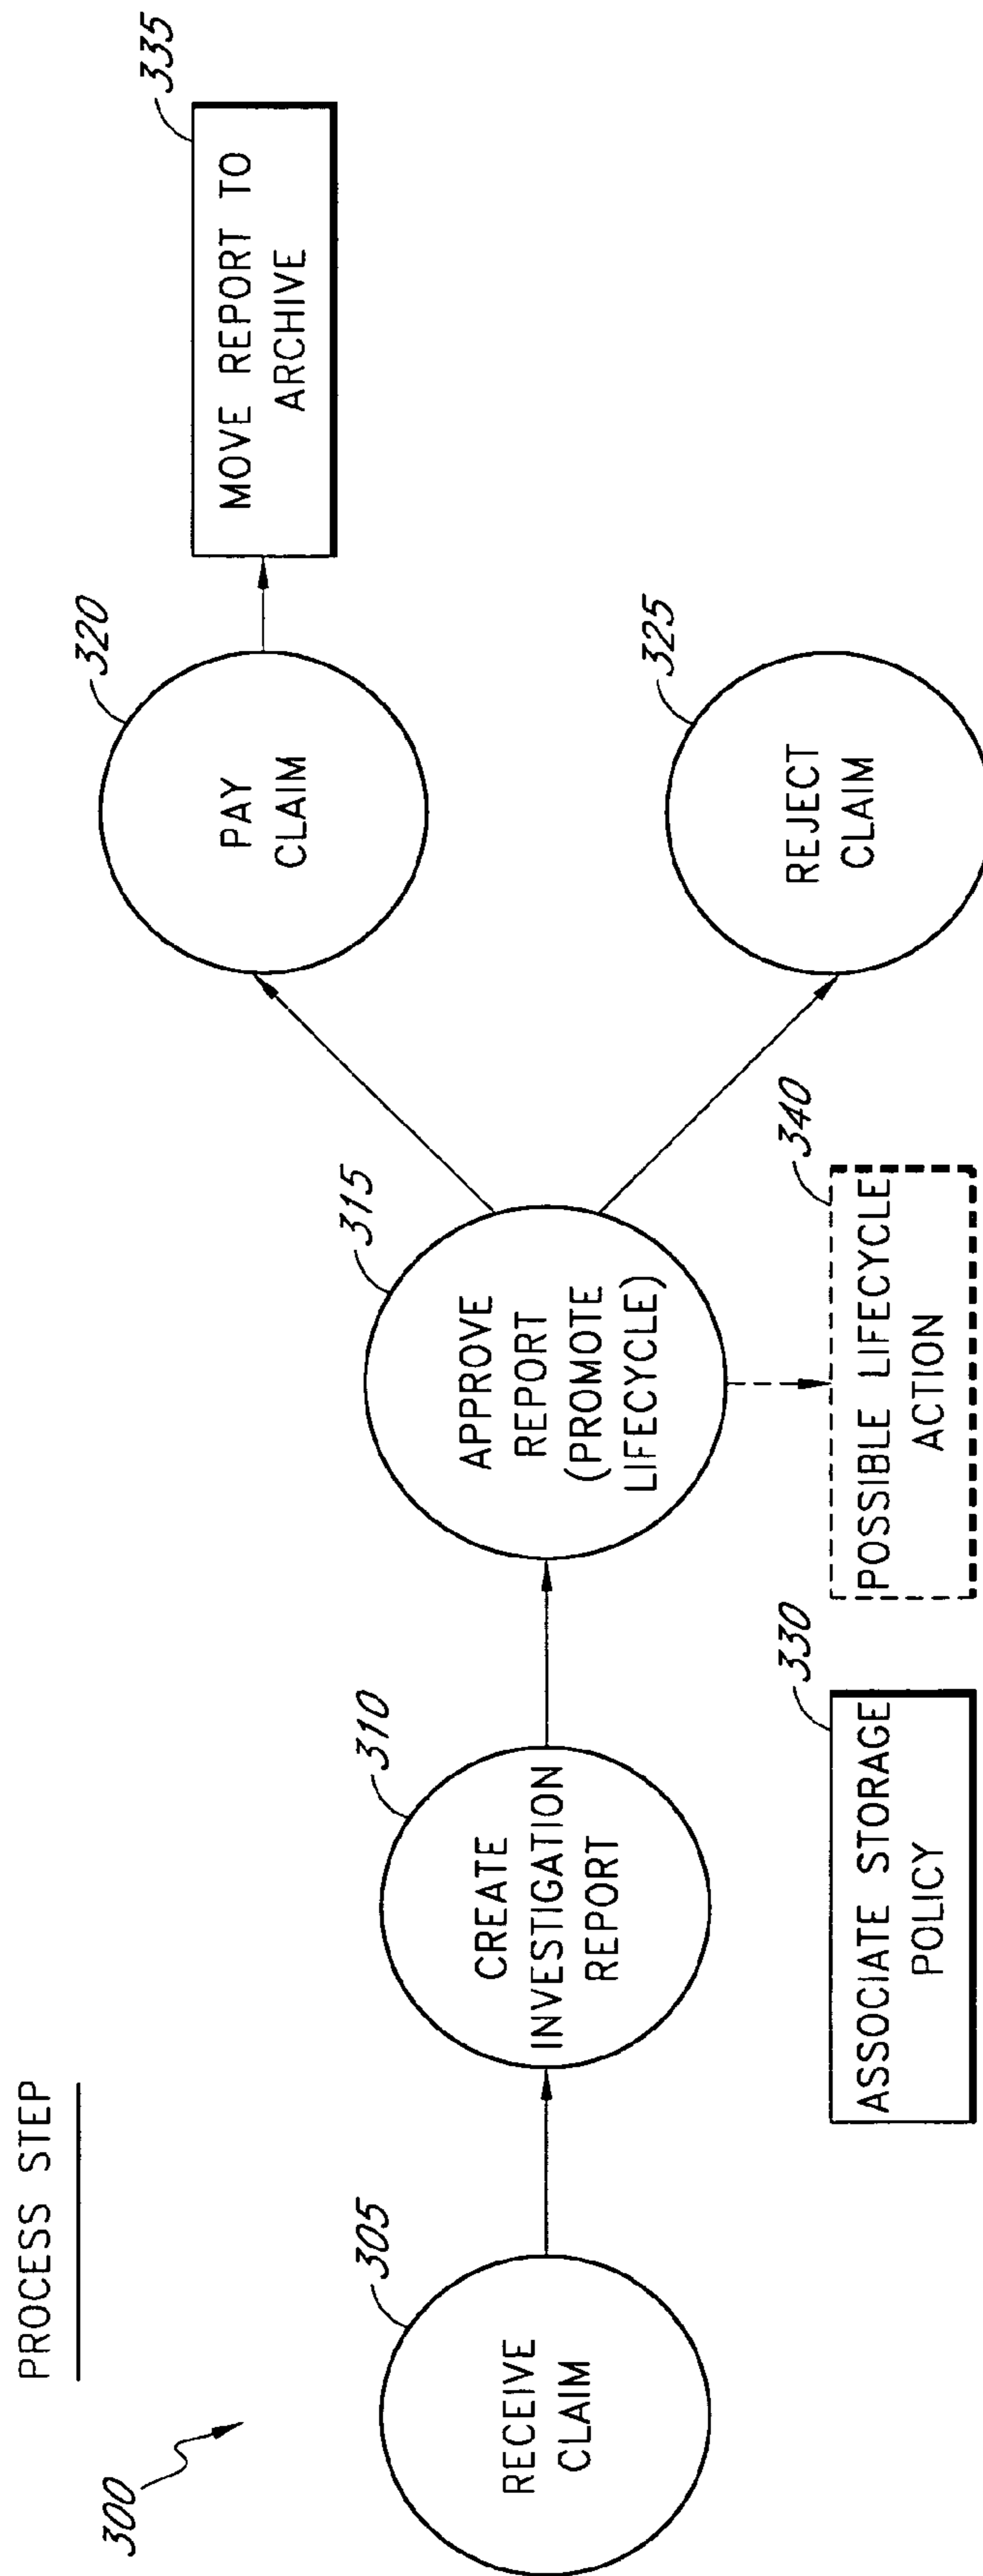 PROCESS STEP
300
305
RECEIVE
CLAIM
310
CREATE
INVESTIGATION
REPORT
315
APPROVE
REPORT
(PROMOTE
LIFECYCLE)
320
PAY
CLAIM
335
MOVE REPORT TO
ARCHIVE
325
REJECT
CLAIM
330
ASSOCIATE STORAGE
POLICY
340
POSSIBLE LIFECYCLE
ACTION